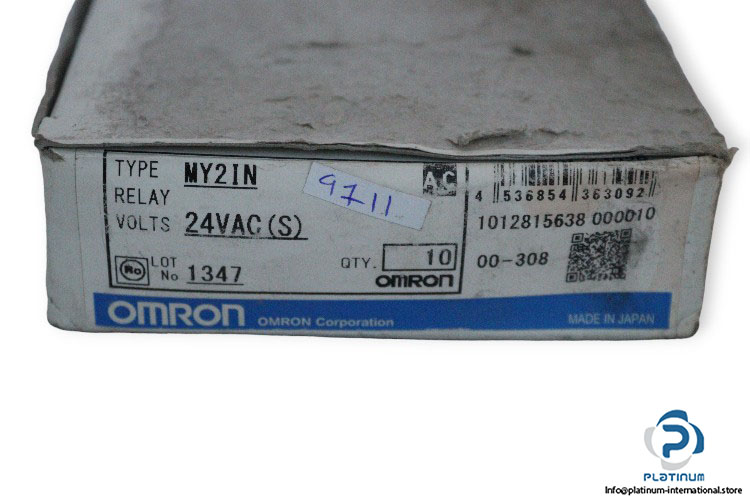 TYPE MY2IN
RELAY
VOLTS 24VAC(S)
LOT No 1347
QTY. 10
OMRON
9711
AC
4 536854 363092
1012815638 000010
00-308
OMRON OMRON Corporation
MADE IN JAPAN
PLATINUM
Info@platinum-international.store